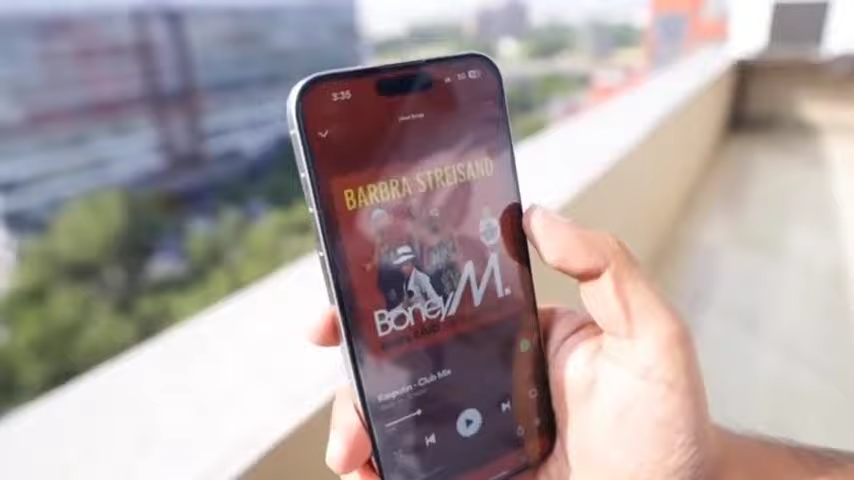 3:35
BARBRA STREISAND
Boney M.
Rasputin - Club Mix